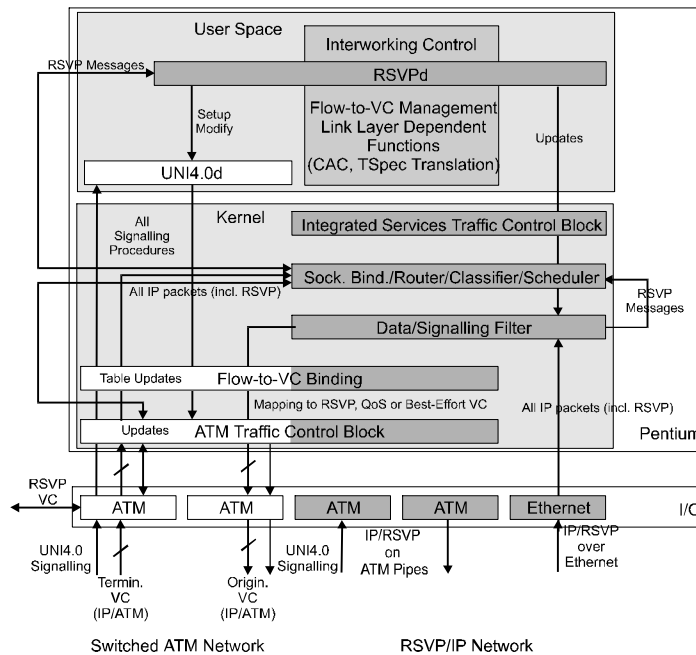 User Space
Interworking Control
RSVP Messages
RSVPd
Setup
Modify
Flow-to-VC Management
Link Layer Dependent
Functions
(CAC, TSpec Translation)
Updates
UNI4.0d
Kernel
All
Signalling
Procedures
Integrated Services Traffic Control Block
Sock. Bind./Router/Classifier/Scheduler
All IP packets (incl. RSVP)
RSVP
Messages
Data/Signalling Filter
Table Updates
Flow-to-VC Binding
Mapping to RSVP, QoS or Best-Effort VC
All IP packets (incl. RSVP)
Updates
ATM Traffic Control Block
Pentium
RSVP
VC
ATM
ATM
ATM
ATM
Ethernet
UNI4.0
Signalling
Termin.
VC
(IP/ATM)
Origin.
VC
(IP/ATM)
UNI4.0
Signalling
IP/RSVP
on
ATM Pipes
IP/RSVP
over
Ethernet
Switched ATM Network
RSVP/IP Network